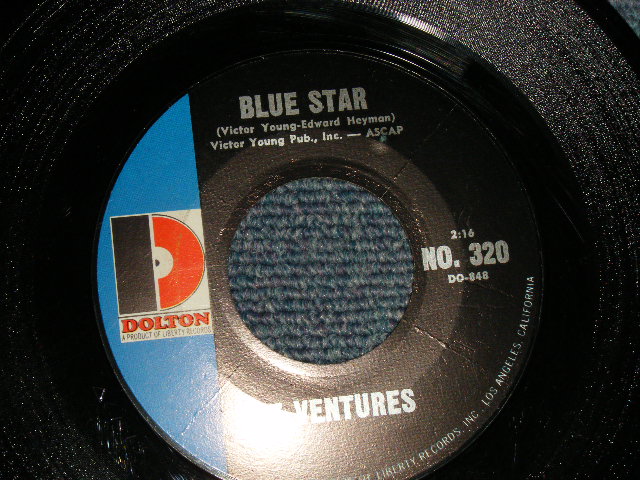 BLUE STAR
(Victor Young-Edward Heyman)
Victor Young Pub., Inc. — ASCAP
2:16
NO. 320
DO-848
DOLTON
A PRODUCT OF LIBERTY RECORDS
VENTURES
OF LIBERTY RECORDS, INC. LOS ANGELES, CALIFORNIA